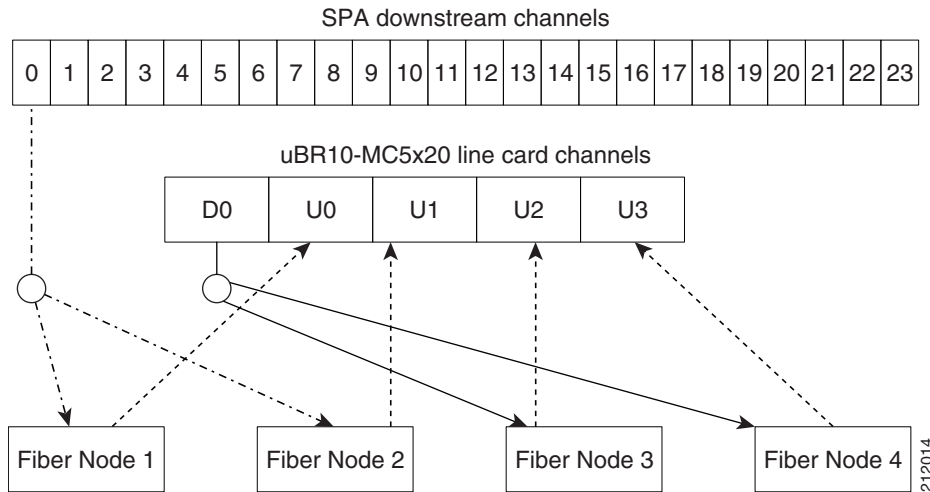 SPA downstream channels
0 1 2 3 4 5 6 7 8 9 10 11 12 13 14 15 16 17 18 19 20 21 22 23
uBR10-MC5x20 line card channels
D0 U0 U1 U2 U3
Fiber Node 1 Fiber Node 2 Fiber Node 3 Fiber Node 4
212014